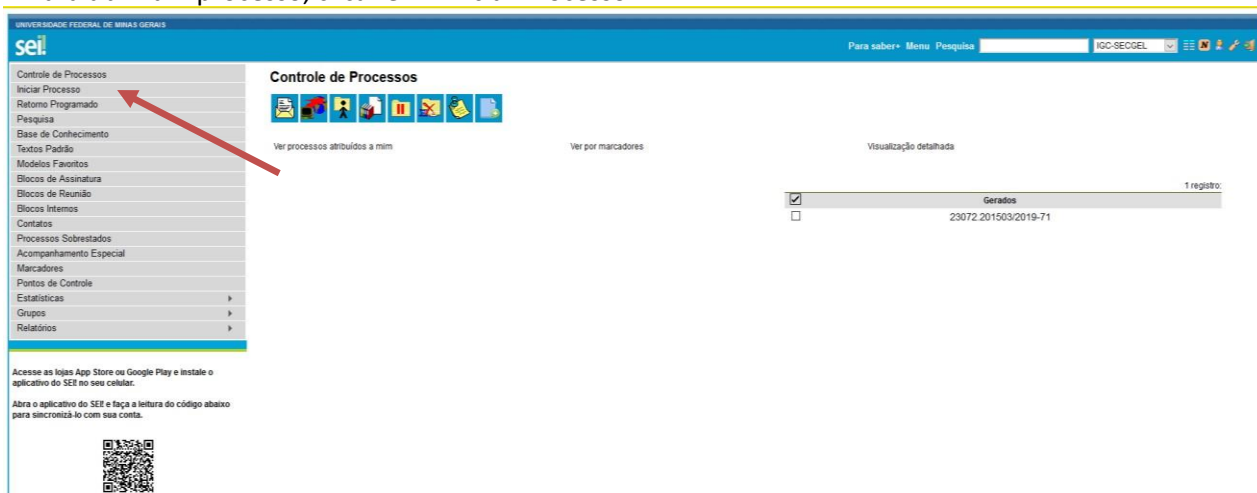 UNIVERSIDADE FEDERAL DE MINAS GERAIS
sei!
Para saber+ Menu Pesquisa
IGC-SECGEL
Controle de Processos
Iniciar Processo
Retorno Programado
Pesquisa
Base de Conhecimento
Textos Padrão
Modelos Favoritos
Blocos de Assinatura
Blocos de Reunião
Blocos Internos
Contatos
Processos Sobrestados
Acompanhamento Especial
Marcadores
Pontos de Controle
Estatísticas
Grupos
Relatórios
Acesse as lojas App Store ou Google Play e instale o
aplicativo do SEI! no seu celular.
Abra o aplicativo do SEI! e faça a leitura do código abaixo
para sincronizá-lo com sua conta.
Controle de Processos
Ver processos atribuídos a mim
Ver por marcadores
Visualização detalhada
1 registro:
Gerados
23072.201503/2019-71